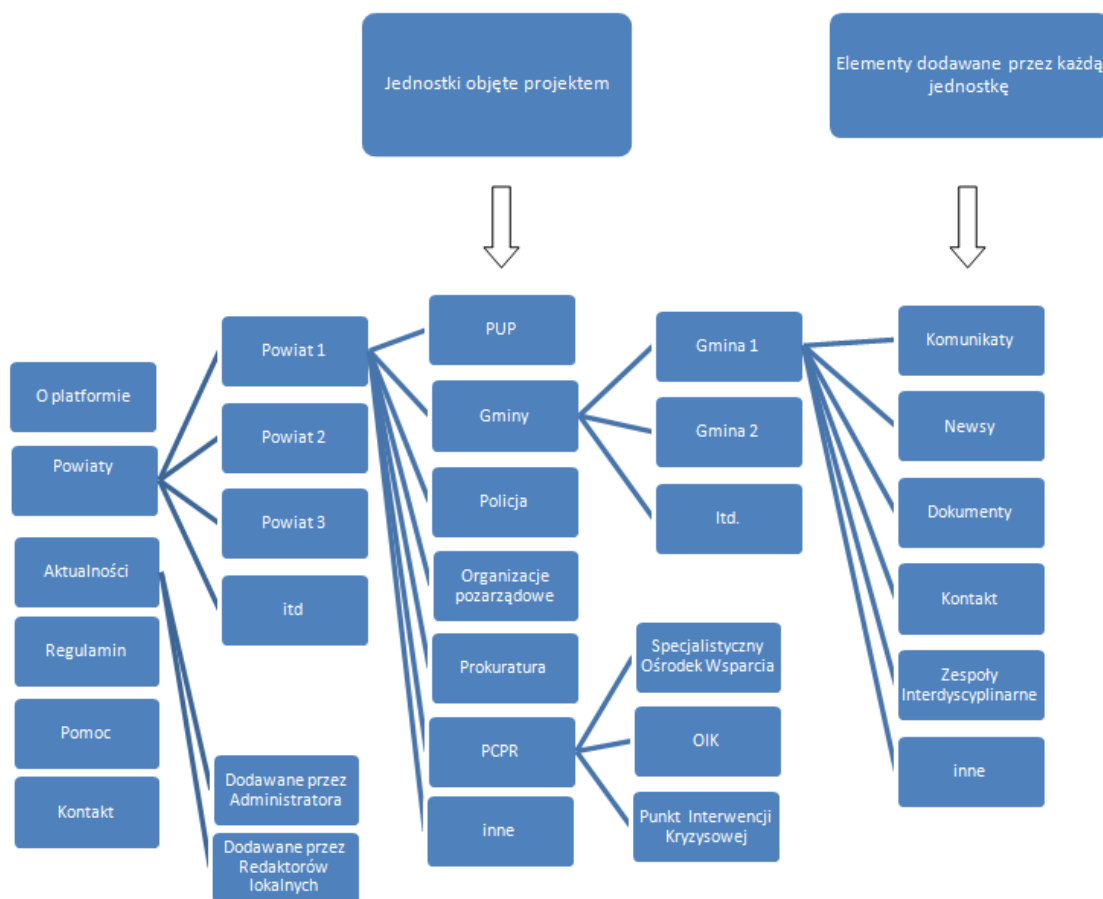 Jednostki objęte projektem
Elementy dodawane przez każdą
jednostkę
O platformie
Powiaty
Aktualności
Regulamin
Pomoc
Kontakt
Powiat 1
Powiat 2
Powiat 3
itd
Dodawane przez
Administratora
Dodawane przez
Redaktorów
lokalnych
PUP
Gminy
Policja
Organizacje
pozarządowe
Prokuratura
PCPR
inne
Gmina 1
Gmina 2
Itd.
Specjalistyczny
Ośrodek Wsparcia
OIK
Punkt Interwencji
Kryzysowej
Komunikaty
Newsy
Dokumenty
Kontakt
Zespoły
Interdyscyplinarne
inne